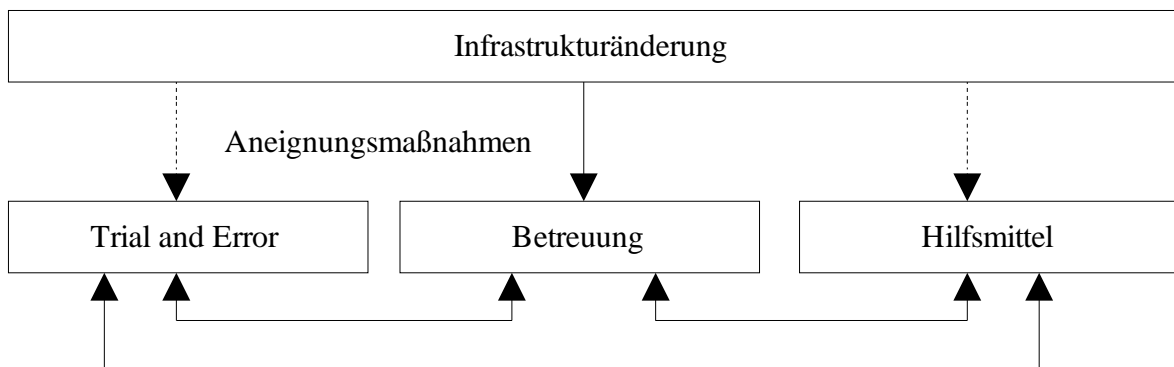 Infrastrukturänderung
Aneignungsmaßnahmen
Trial and Error
Betreuung
Hilfsmittel